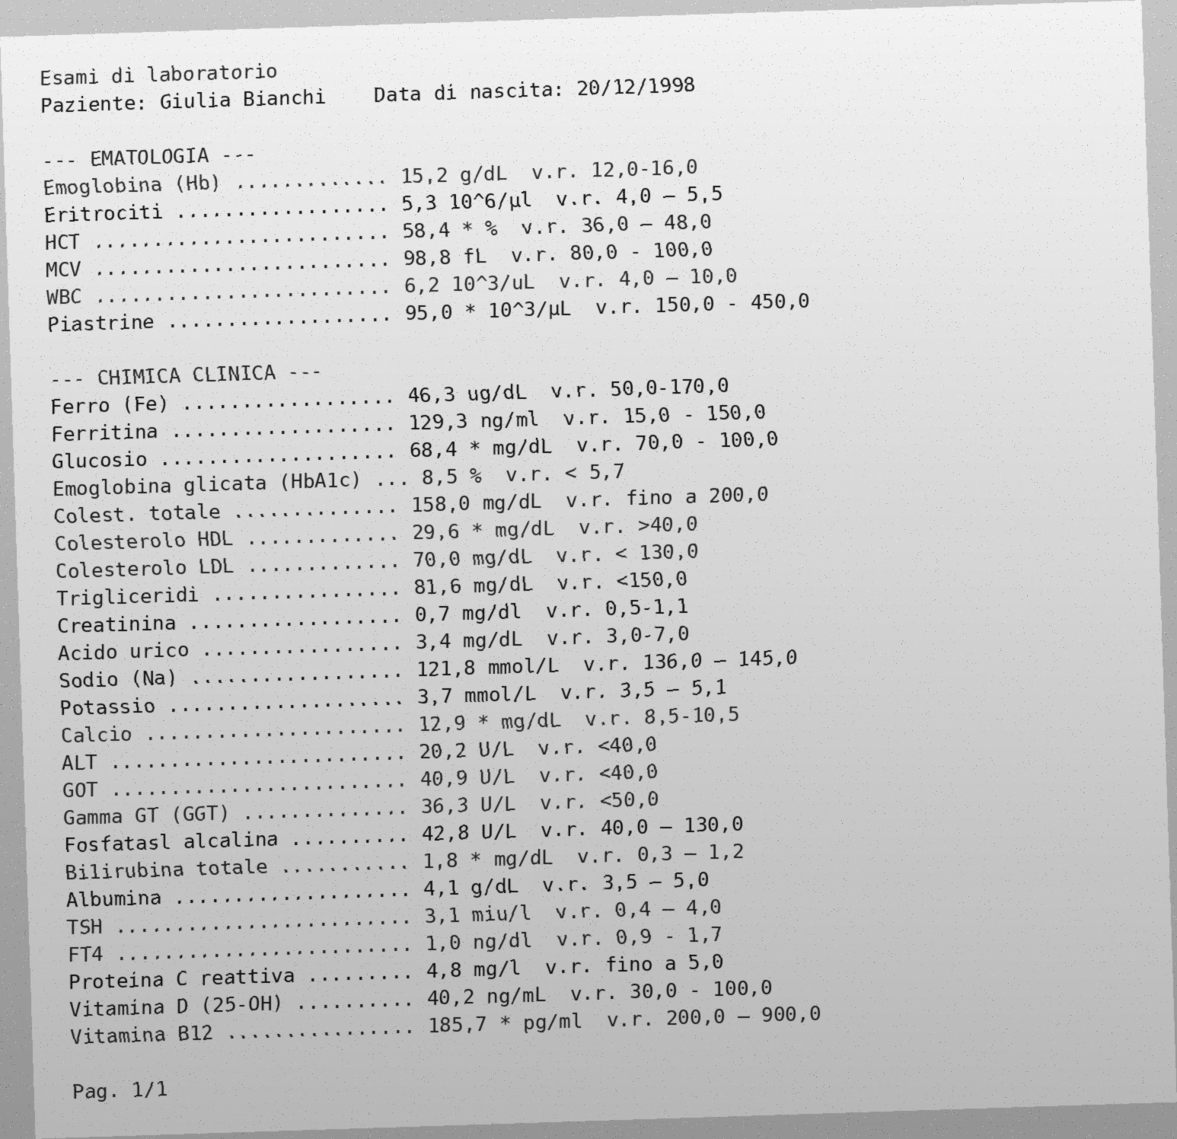 Esami di laboratorio
Paziente: Giulia Bianchi    Data di nascita: 20/12/1998

--- EMATOLOGIA ---
Emoglobina (Hb) ............. 15,2 g/dL  v.r. 12,0-16,0
Eritrociti .................. 5,3 10^6/µl  v.r. 4,0 – 5,5
HCT ......................... 58,4 * %  v.r. 36,0 – 48,0
MCV ......................... 98,8 fL  v.r. 80,0 - 100,0
WBC ......................... 6,2 10^3/uL  v.r. 4,0 – 10,0
Piastrine ................... 95,0 * 10^3/µL  v.r. 150,0 - 450,0

--- CHIMICA CLINICA ---
Ferro (Fe) .................. 46,3 ug/dL  v.r. 50,0-170,0
Ferritina ................... 129,3 ng/ml  v.r. 15,0 - 150,0
Glucosio .................... 68,4 * mg/dL  v.r. 70,0 - 100,0
Emoglobina glicata (HbA1c) ... 8,5 %  v.r. < 5,7
Colest. totale .............. 158,0 mg/dL  v.r. fino a 200,0
Colesterolo HDL ............. 29,6 * mg/dL  v.r. >40,0
Colesterolo LDL ............. 70,0 mg/dL  v.r. < 130,0
Trigliceridi ................ 81,6 mg/dL  v.r. <150,0
Creatinina .................. 0,7 mg/dl  v.r. 0,5-1,1
Acido urico ................. 3,4 mg/dL  v.r. 3,0-7,0
Sodio (Na) .................. 121,8 mmol/L  v.r. 136,0 – 145,0
Potassio .................... 3,7 mmol/L  v.r. 3,5 – 5,1
Calcio ...................... 12,9 * mg/dL  v.r. 8,5-10,5
ALT ......................... 20,2 U/L  v.r. <40,0
GOT ......................... 40,9 U/L  v.r. <40,0
Gamma GT (GGT) .............. 36,3 U/L  v.r. <50,0
Fosfatasl alcalina .......... 42,8 U/L  v.r. 40,0 – 130,0
Bilirubina totale ........... 1,8 * mg/dL  v.r. 0,3 – 1,2
Albumina .................... 4,1 g/dL  v.r. 3,5 – 5,0
TSH ......................... 3,1 miu/l  v.r. 0,4 – 4,0
FT4 ......................... 1,0 ng/dl  v.r. 0,9 - 1,7
Proteina C reattiva ......... 4,8 mg/l  v.r. fino a 5,0
Vitamina D (25-OH) .......... 40,2 ng/mL  v.r. 30,0 - 100,0
Vitamina B12 ................ 185,7 * pg/ml  v.r. 200,0 – 900,0

Pag. 1/1